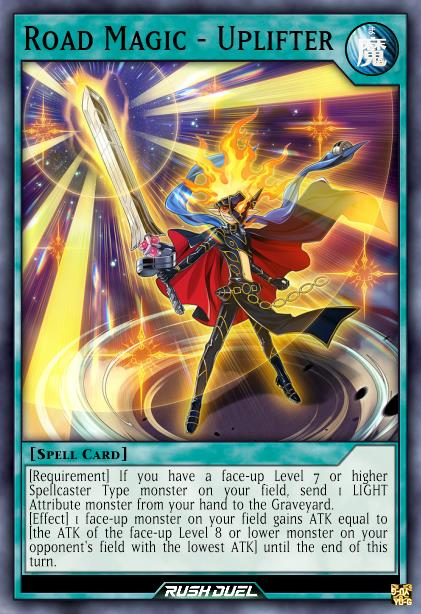 ROAD MAGIC - UPLIFTER
ま
魔
[SPELL CARD]
[Requirement] If you have a face-up Level 7 or higher
Spellcaster Type monster on your field, send 1 LIGHT
Attribute monster from your hand to the Graveyard.
[Effect] 1 face-up monster on your field gains ATK equal to
[the ATK of the face-up Level 8 or lower monster on your
opponent's field with the lowest ATK] until the end of this
turn.
RUSH DUEL